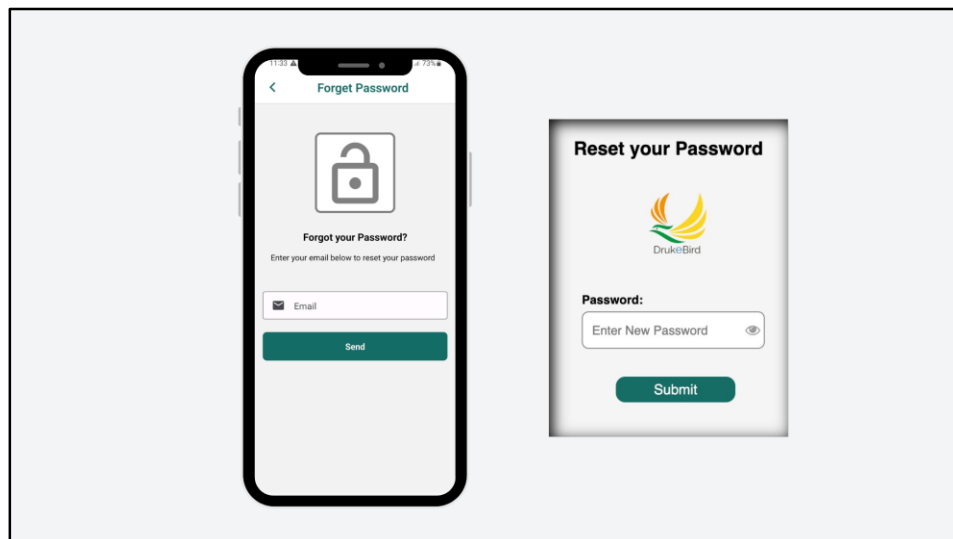 11:33
73%
Forget Password
Forgot your Password?
Enter your email below to reset your password
Email
Send
Reset your Password
DrukeBird
Password:
Enter New Password
Submit